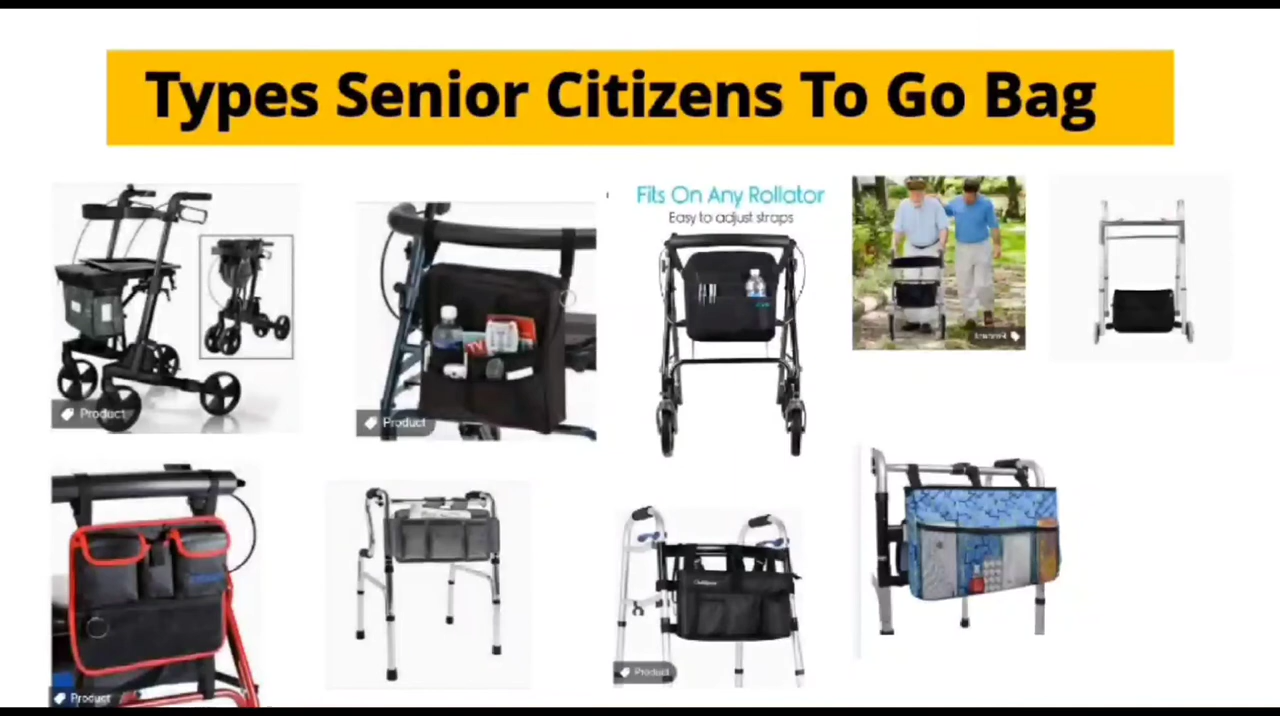 Types Senior Citizens To Go Bag
Fits On Any Rollator
Easy to adjust straps
Product
Product
Product
Product